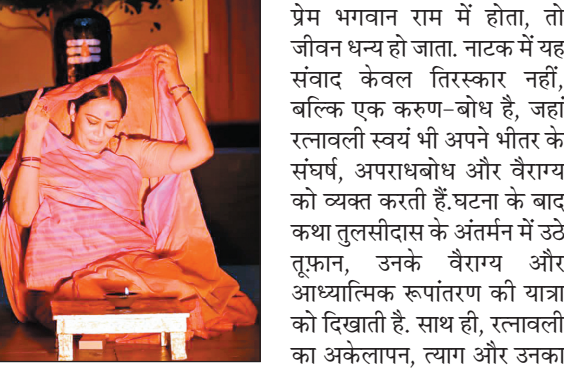 प्रेम भगवान राम में होता, तो
जीवन धन्य हो जाता. नाटक में यह
संवाद केवल तिरस्कार नहीं,
बल्कि एक करुण-बोध है, जहां
रत्नावली स्वयं भी अपने भीतर के
संघर्ष, अपराधबोध और वैराग्य
को व्यक्त करती हैं.घटना के बाद
कथा तुलसीदास के अंतर्मन में उठे
तूफ़ान, उनके वैराग्य और
आध्यात्मिक रूपांतरण की यात्रा
को दिखाती है. साथ ही, रत्नावली
का अकेलापन, त्याग और उनका